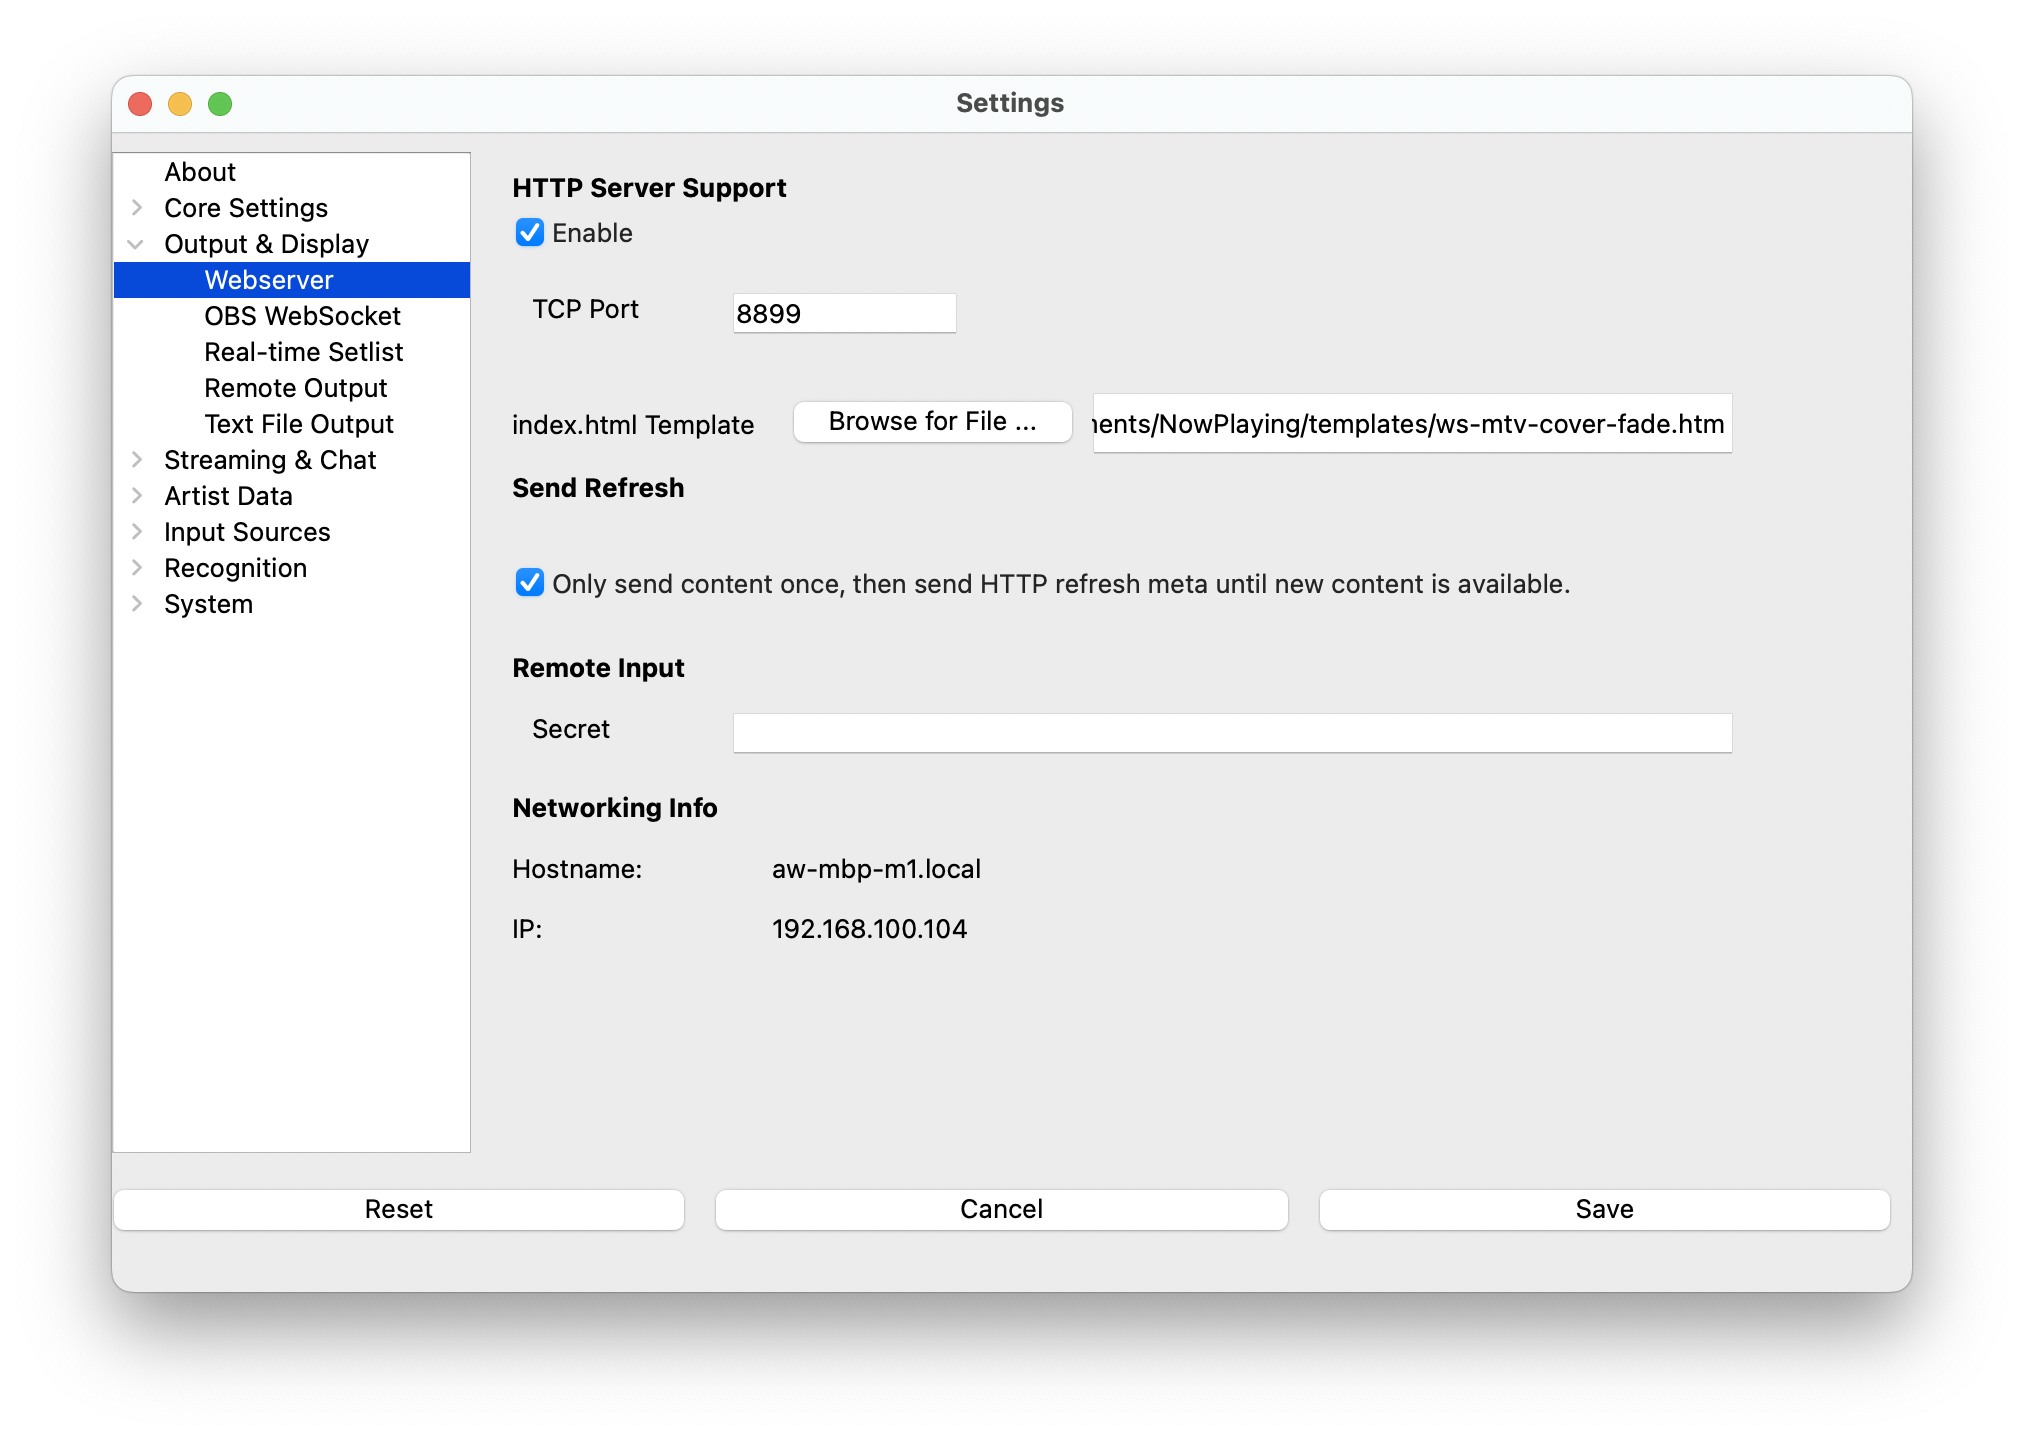 Settings
About
Core Settings
Output & Display
Webserver
OBS WebSocket
Real-time Setlist
Remote Output
Text File Output
Streaming & Chat
Artist Data
Input Sources
Recognition
System
HTTP Server Support
Enable
TCP Port 8899
index.html Template Browse for File ... ents/NowPlaying/templates/ws-mtv-cover-fade.htm
Send Refresh
Only send content once, then send HTTP refresh meta until new content is available.
Remote Input
Secret
Networking Info
Hostname: aw-mbp-m1.local
IP: 192.168.100.104
Reset Cancel Save